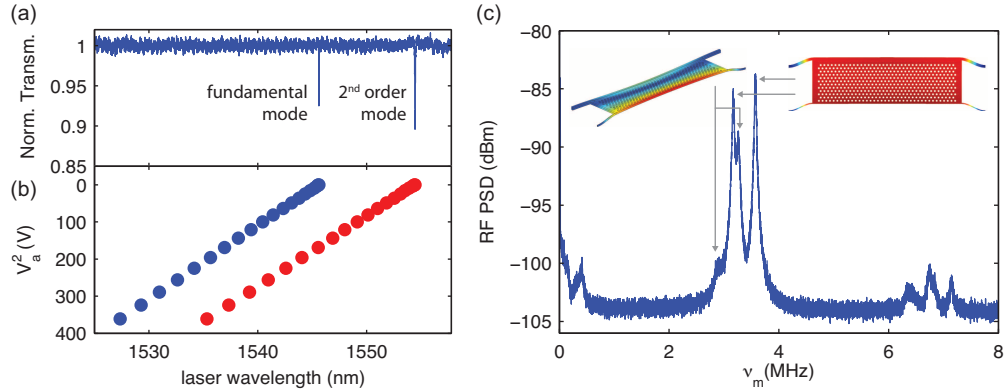 (a)
1
0.95
0.9
0.85
Norm. Transm.
fundamental
mode
2nd order
mode
(b)
0
100
200
300
400
Va2 (V)
1530
1540
1550
laser wavelength (nm)
(c)
−80
−85
−90
−95
−100
−105
RF PSD (dBm)
0
2
4
6
8
νm(MHz)